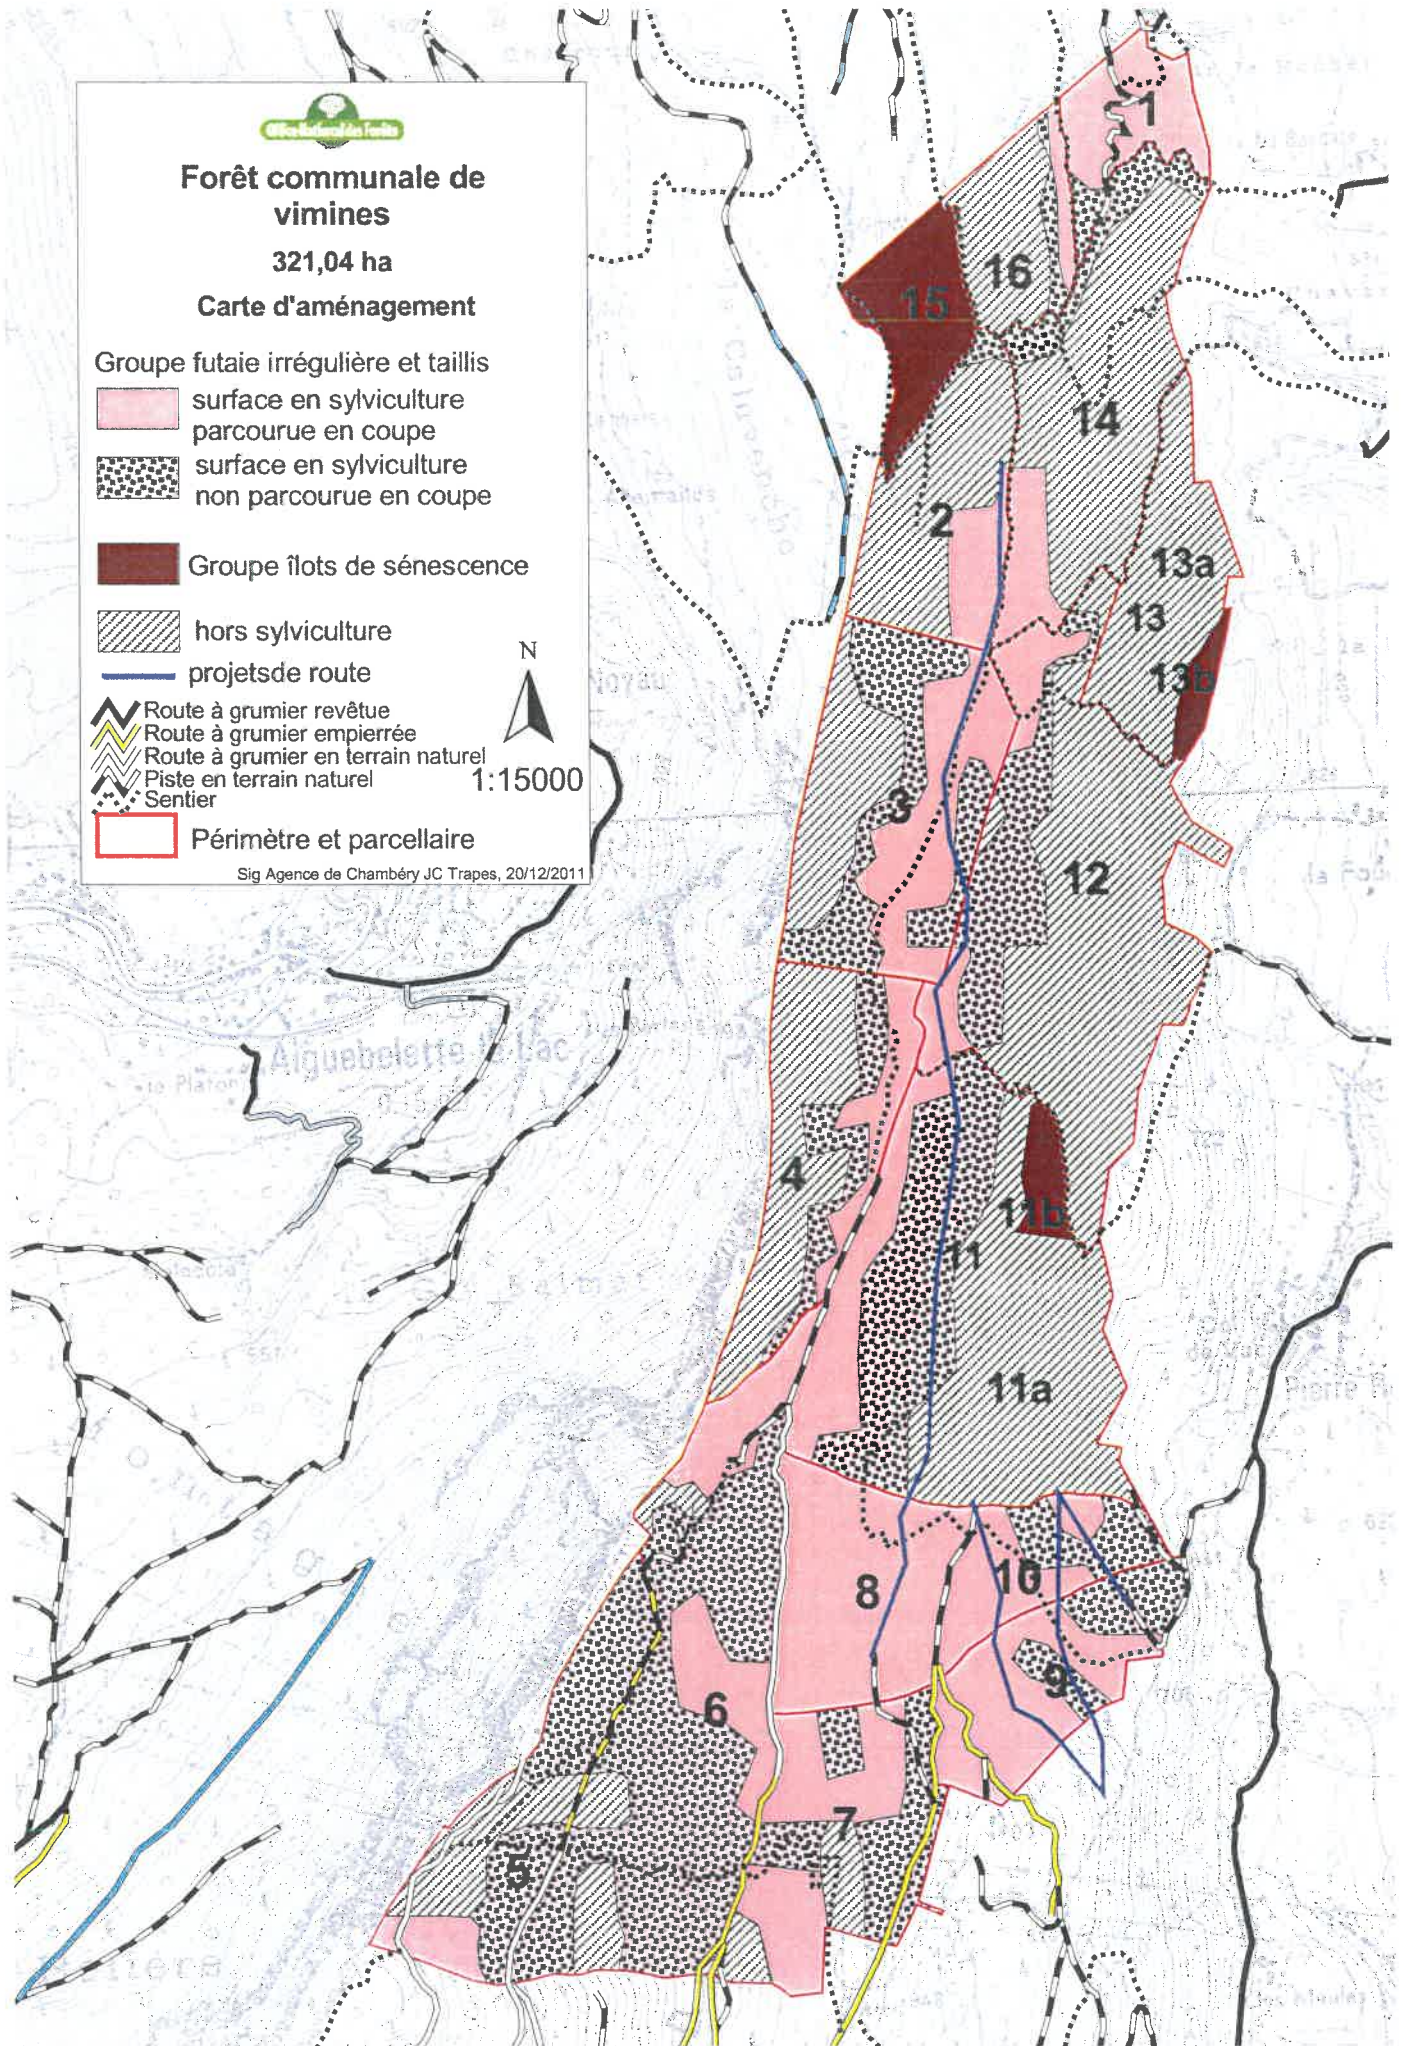 Office National des Forêts
Forêt communale de
vimines
321,04 ha
Carte d'aménagement
Groupe futaie irrégulière et taillis
surface en sylviculture
parcourue en coupe
surface en sylviculture
non parcourue en coupe
Groupe îlots de sénescence
hors sylviculture
N
projetsde route
Route à grumier revêtue
Route à grumier empierrée
Route à grumier en terrain naturel
Piste en terrain naturel
1:15000
Sentier
Périmètre et parcellaire
Sig Agence de Chambéry JC Trapes, 20/12/2011
1
16
15
14
2
13a
13
13b
3
12
Aiguebelette le Lac
4
11b
11
11a
10
8
9
6
7
5